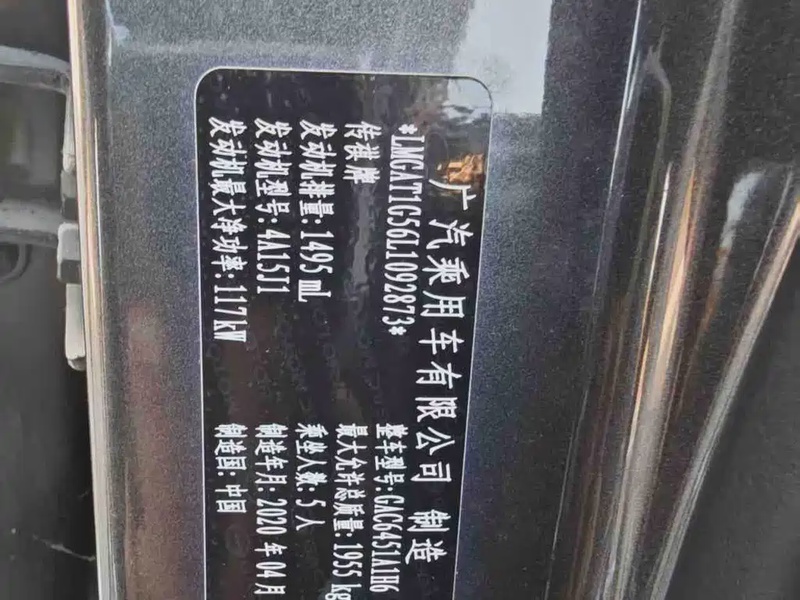 广汽乘用车有限公司 制造
*LMGAT1G56L1092873*
传祺牌
整车型号:GAC6451A1H6
发动机排量:1495 mL
最大允许总质量:1955 kg
发动机型号:4A15J1
乘坐人数:5人
发动机最大净功率:117kW
制造年月:2020年04月
制造国:中国